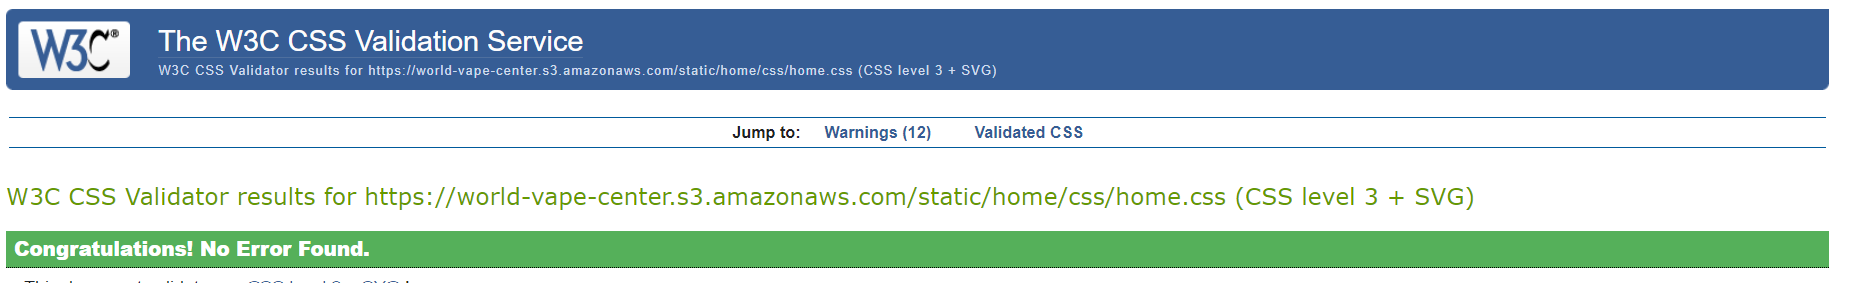 W3C®
The W3C CSS Validation Service
W3C CSS Validator results for https://world-vape-center.s3.amazonaws.com/static/home/css/home.css (CSS level 3 + SVG)
Jump to: Warnings (12) Validated CSS
W3C CSS Validator results for https://world-vape-center.s3.amazonaws.com/static/home/css/home.css (CSS level 3 + SVG)
Congratulations! No Error Found.